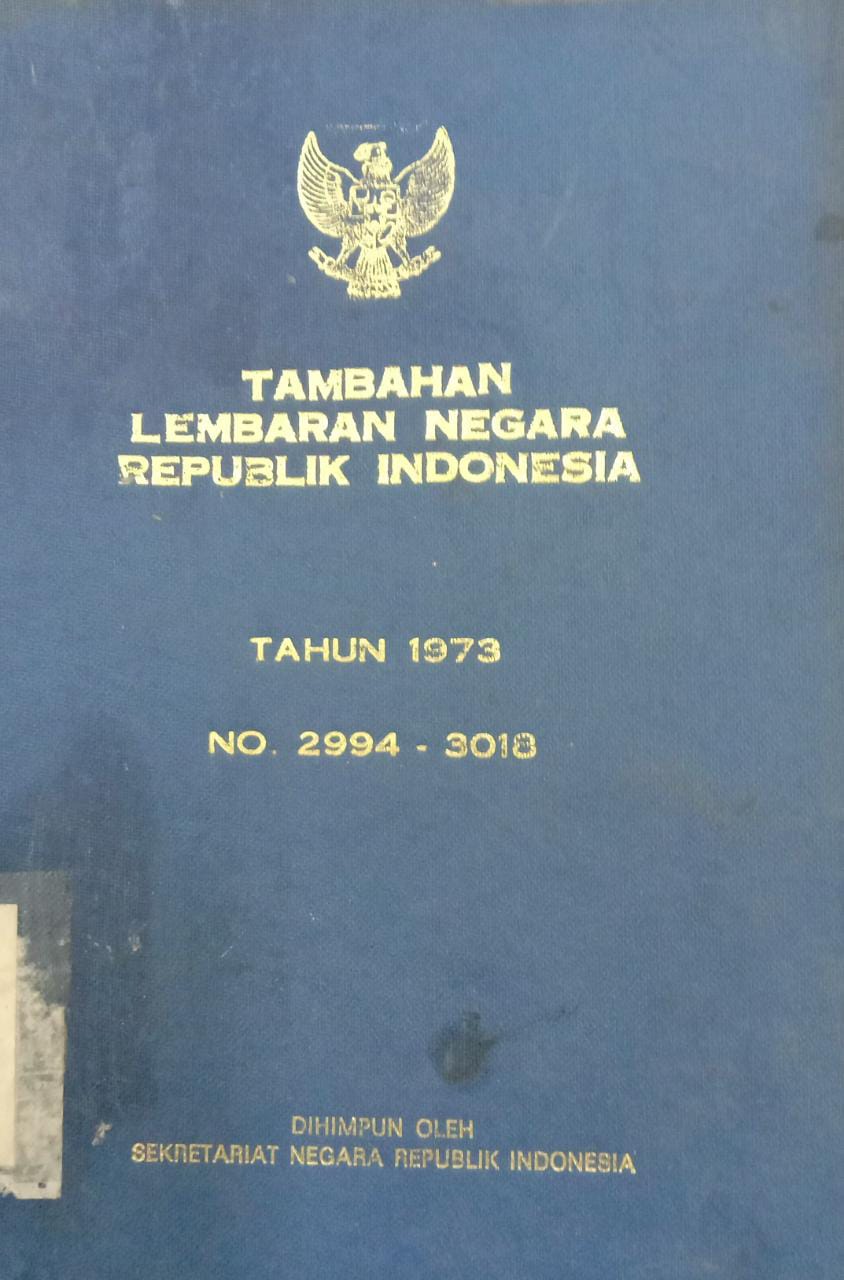 TAMBAHAN
LEMBARAN NEGARA
REPUBLIK INDONESIA
TAHUN 1973
NO. 2994 - 3018
DIHIMPUN OLEH
SEKRETARIAT NEGARA REPUBLIK INDONESIA